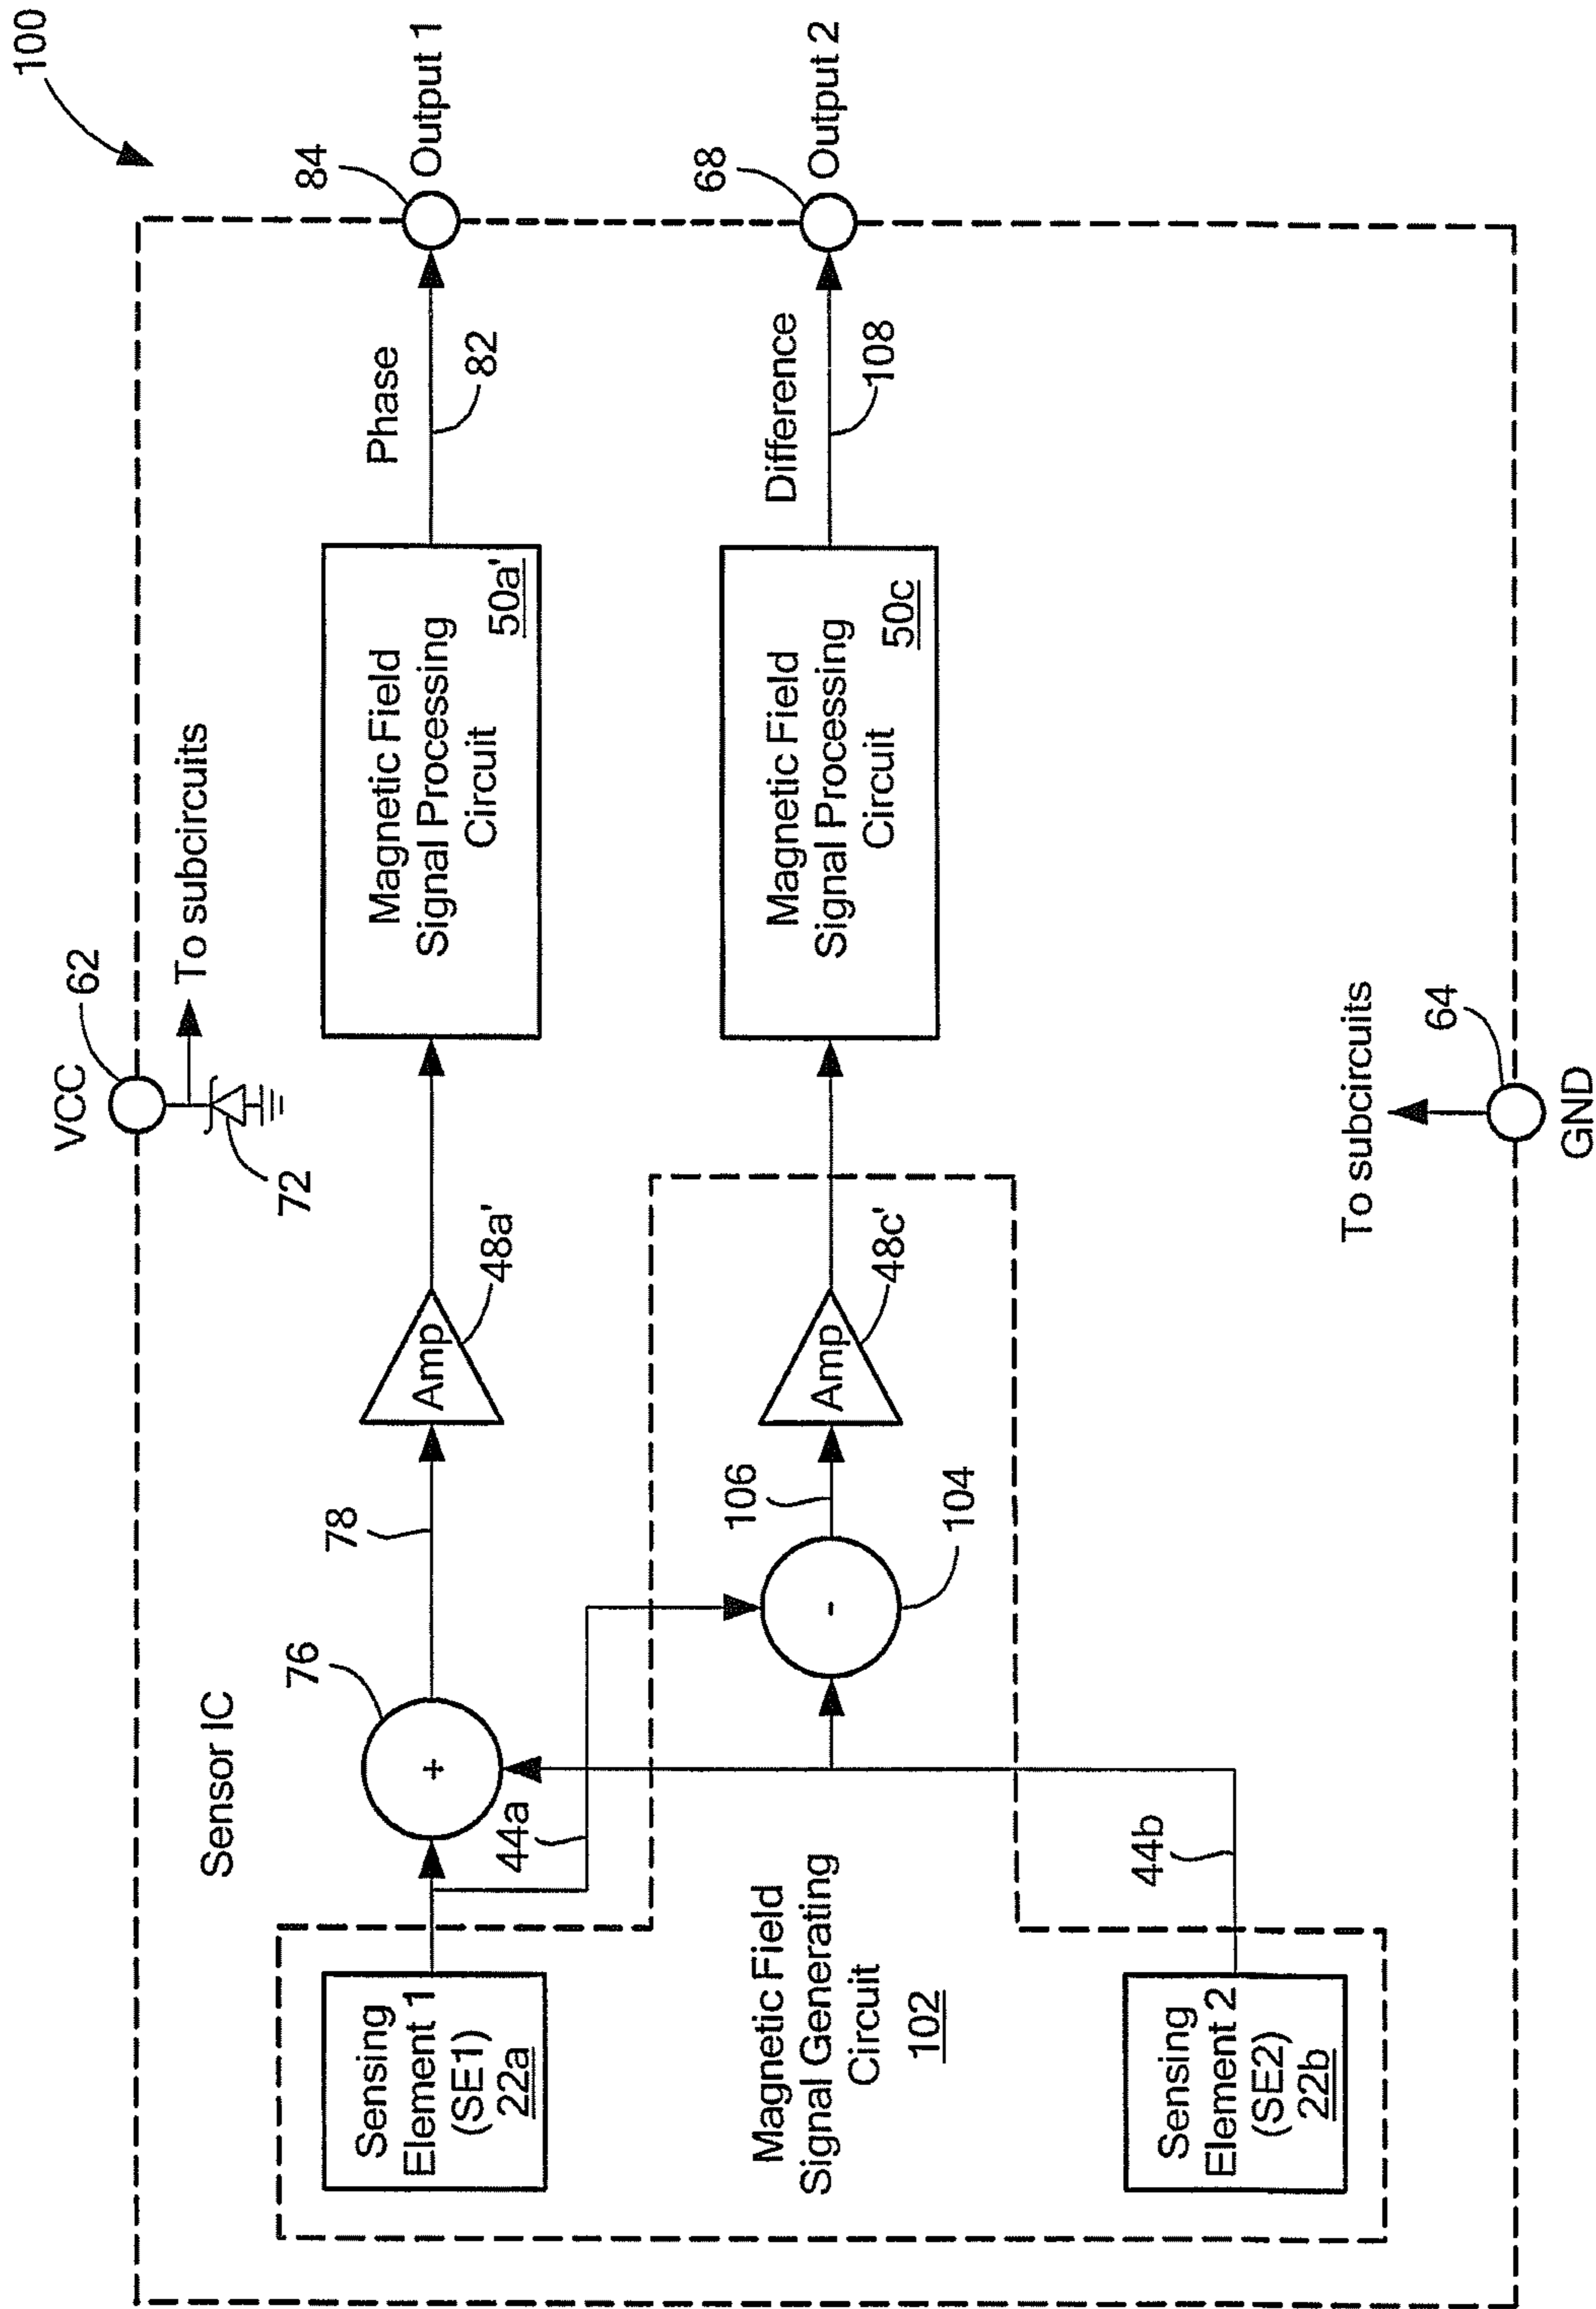 100
VCC
62
To subcircuits
72
Sensor IC
Sensing
Element 1
(SE1)
22a
44a
76
+
78
Amp
48a'
Magnetic Field
Signal Processing
Circuit
50a'
Phase
82
84
Output 1
Magnetic Field
Signal Generating
Circuit
102
-
104
106
Amp
48c'
Magnetic Field
Signal Processing
Circuit
50c
Difference
108
68
Output 2
Sensing
Element 2
(SE2)
22b
44b
To subcircuits
64
GND